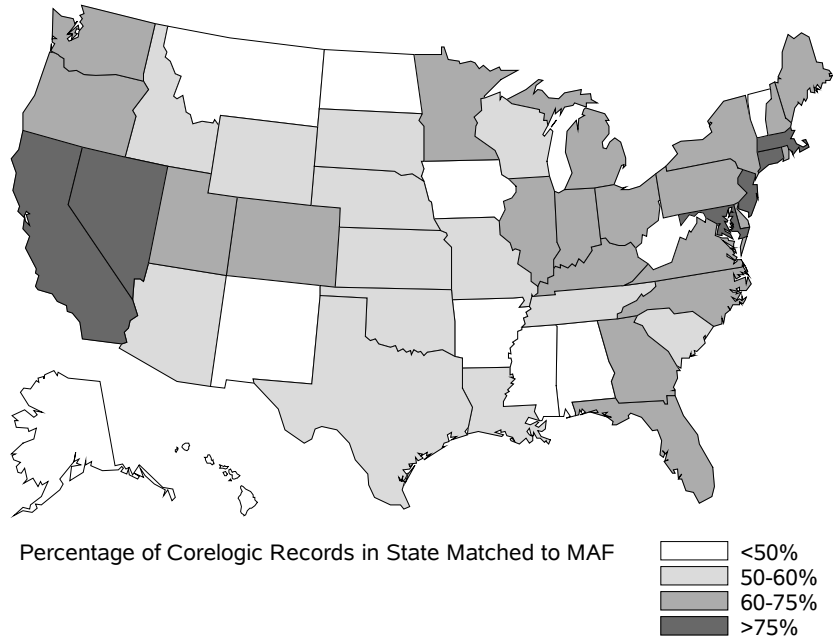 Percentage of Corelogic Records in State Matched to MAF
<50%
50-60%
60-75%
>75%